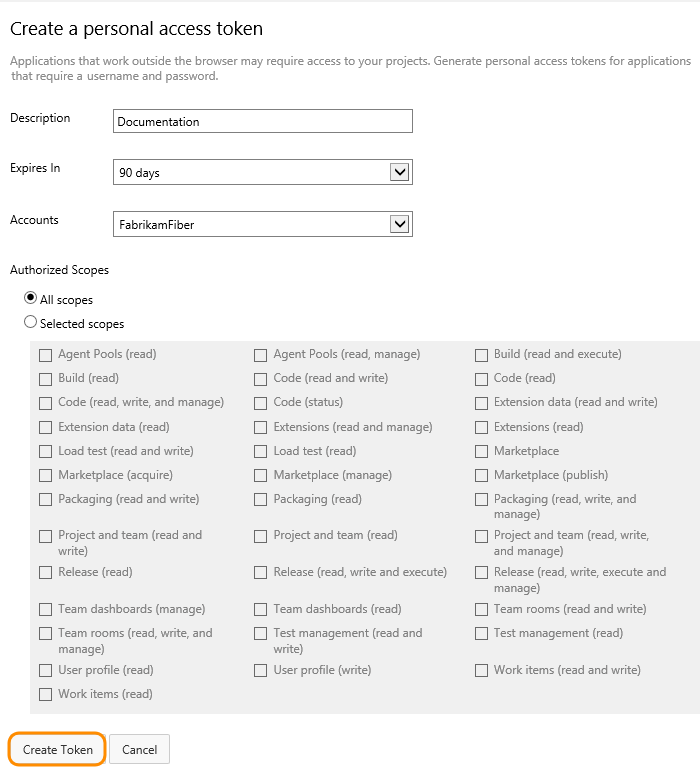 Create a personal access token
Applications that work outside the browser may require access to your projects. Generate personal access tokens for applications
that require a username and password.
Description
Documentation
Expires In
90 days
Accounts
FabrikamFiber
Authorized Scopes
All scopes
Selected scopes
Agent Pools (read)
Agent Pools (read, manage)
Build (read and execute)
Build (read)
Code (read and write)
Code (read)
Code (read, write, and manage)
Code (status)
Extension data (read and write)
Extension data (read)
Extensions (read and manage)
Extensions (read)
Load test (read and write)
Load test (read)
Marketplace
Marketplace (acquire)
Marketplace (manage)
Marketplace (publish)
Packaging (read and write)
Packaging (read)
Packaging (read, write, and
manage)
Project and team (read and
write)
Project and team (read)
Project and team (read, write,
and manage)
Release (read)
Release (read, write and execute)
Release (read, write, execute and
manage)
Team dashboards (manage)
Team dashboards (read)
Team rooms (read and write)
Team rooms (read, write, and
manage)
Test management (read and
write)
Test management (read)
User profile (read)
User profile (write)
Work items (read and write)
Work items (read)
Create Token
Cancel